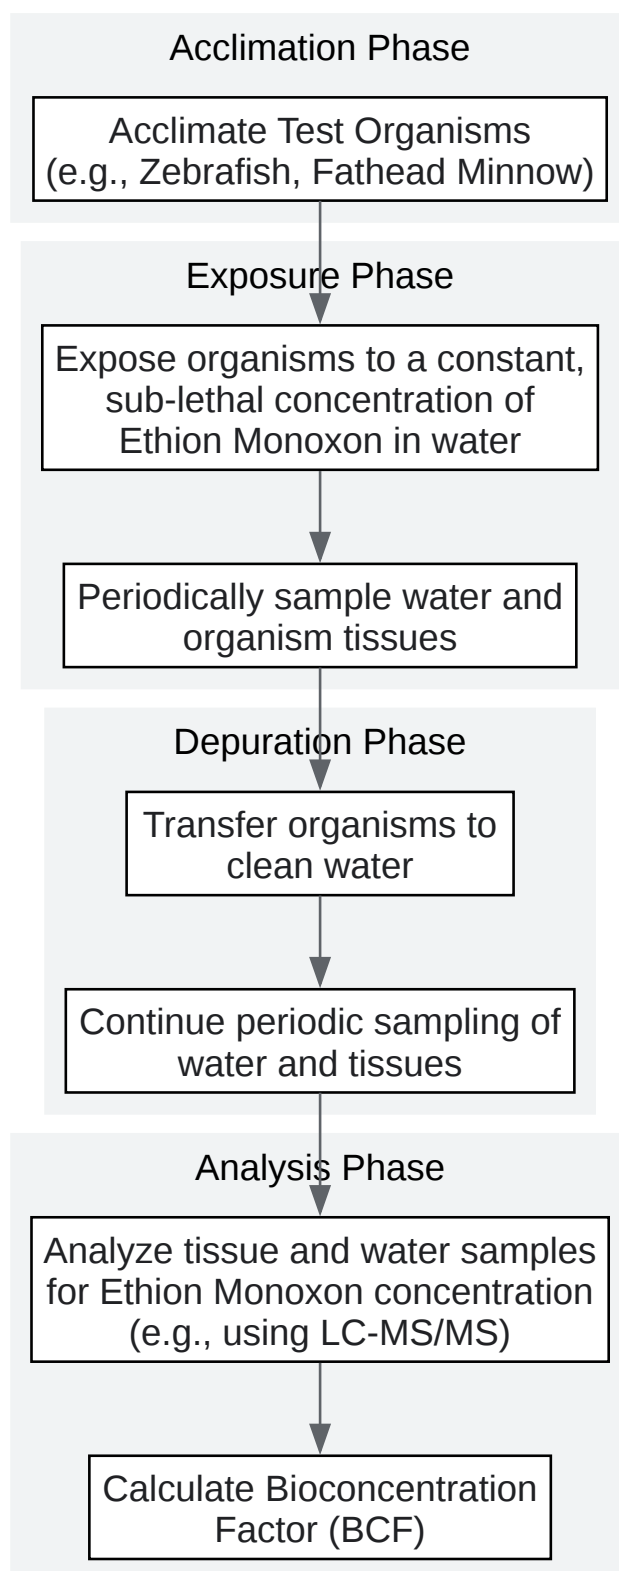 Acclimation Phase
Acclimate Test Organisms
(e.g., Zebrafish, Fathead Minnow)
Exposure Phase
Expose organisms to a constant,
sub-lethal concentration of
Ethion Monoxon in water
Periodically sample water and
organism tissues
Depuration Phase
Transfer organisms to
clean water
Continue periodic sampling of
water and tissues
Analysis Phase
Analyze tissue and water samples
for Ethion Monoxon concentration
(e.g., using LC-MS/MS)
Calculate Bioconcentration
Factor (BCF)